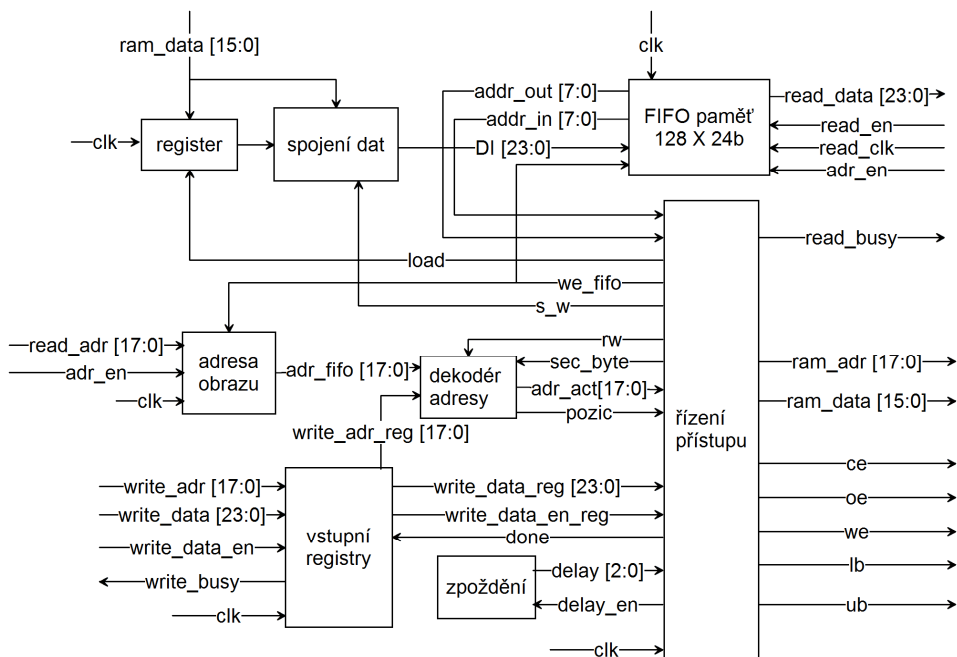 ram_data [15:0]
clk
addr_out [7:0]
FIFO paměť
128 X 24b
read_data [23:0]
addr_in [7:0]
read_en
clk
register
spojení dat
DI [23:0]
read_clk
adr_en
read_busy
load
we_fifo
s_w
read_adr [17:0]
adr_en
clk
adresa
obrazu
adr_fifo [17:0]
rw
sec_byte
dekodér
adresy
adr_act[17:0]
pozic
řízení
přístupu
ram_adr [17:0]
ram_data [15:0]
write_adr_reg [17:0]
ce
oe
we
lb
ub
write_adr [17:0]
write_data [23:0]
write_data_en
write_busy
clk
vstupní
registry
write_data_reg [23:0]
write_data_en_reg
done
zpoždění
delay [2:0]
delay_en
clk